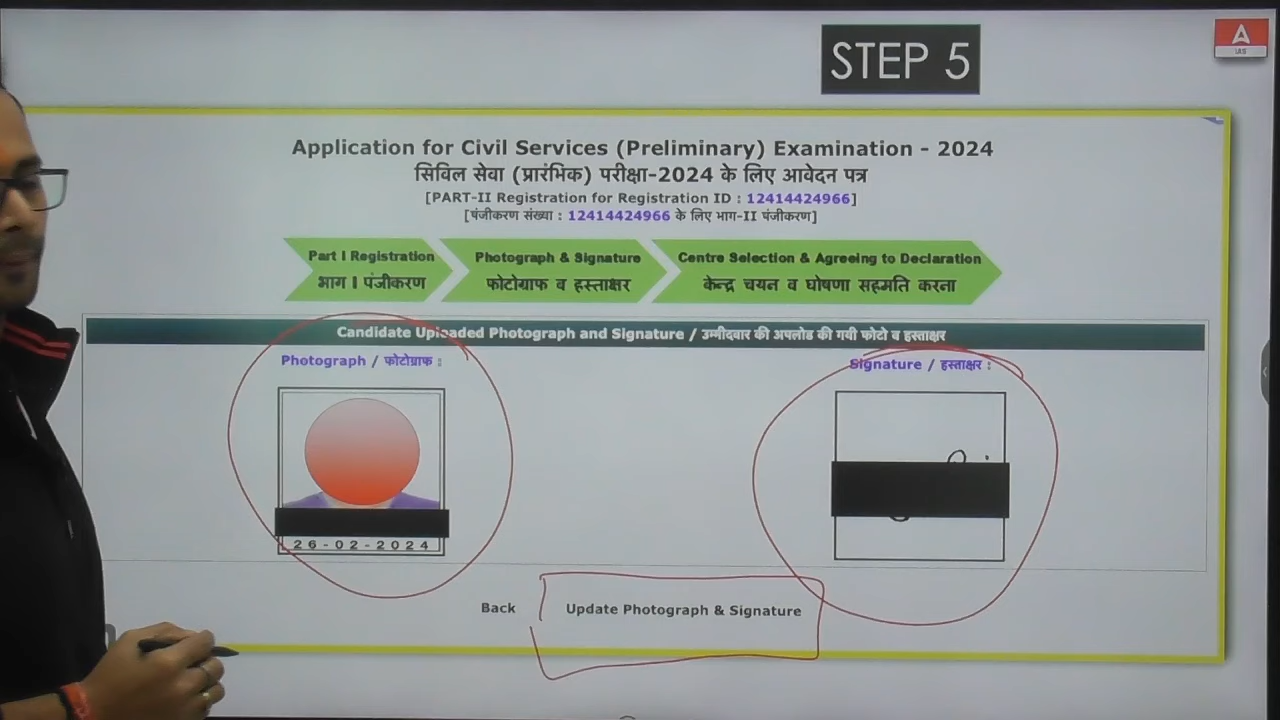 STEP 5
A
IAS
Application for Civil Services (Preliminary) Examination - 2024
सिविल सेवा (प्रारंभिक) परीक्षा-2024 के लिए आवेदन पत्र
[PART-II Registration for Registration ID : 12414424966]
[पंजीकरण संख्या : 12414424966 के लिए भाग-II पंजीकरण]
Part I Registration
भाग I पंजीकरण
Photograph & Signature
फोटोग्राफ व हस्ताक्षर
Centre Selection & Agreeing to Declaration
केन्द्र चयन व घोषणा सहमति करना
Candidate Uploaded Photograph and Signature / उम्मीदवार की अपलोड की गयी फोटो व हस्ताक्षर
Photograph / फोटोग्राफ :
Signature / हस्ताक्षर :
26-02-2024
Back
Update Photograph & Signature